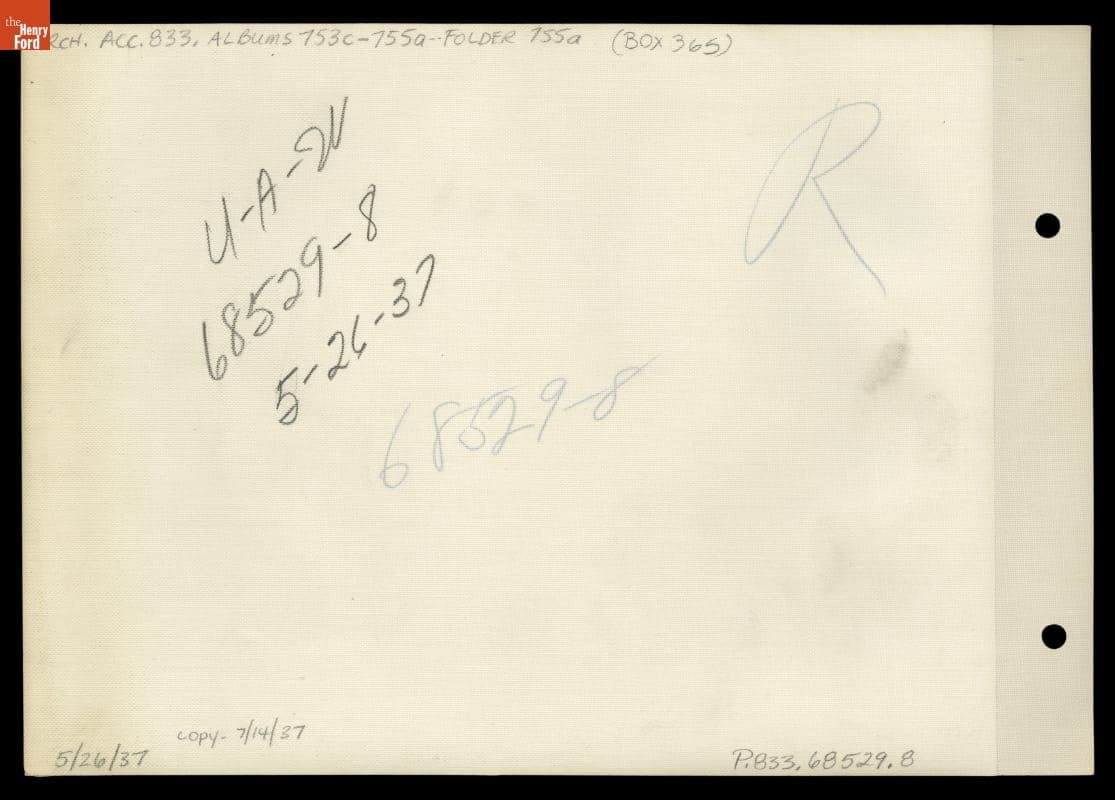 the Henry Ford
RCH. ACC. 833, ALBUMS 753c-755a--FOLDER 755a (BOX 365)
R
68529-8
5-26-37
68529-8
copy- 7/14/37
5/26/37
P.833.68529.8